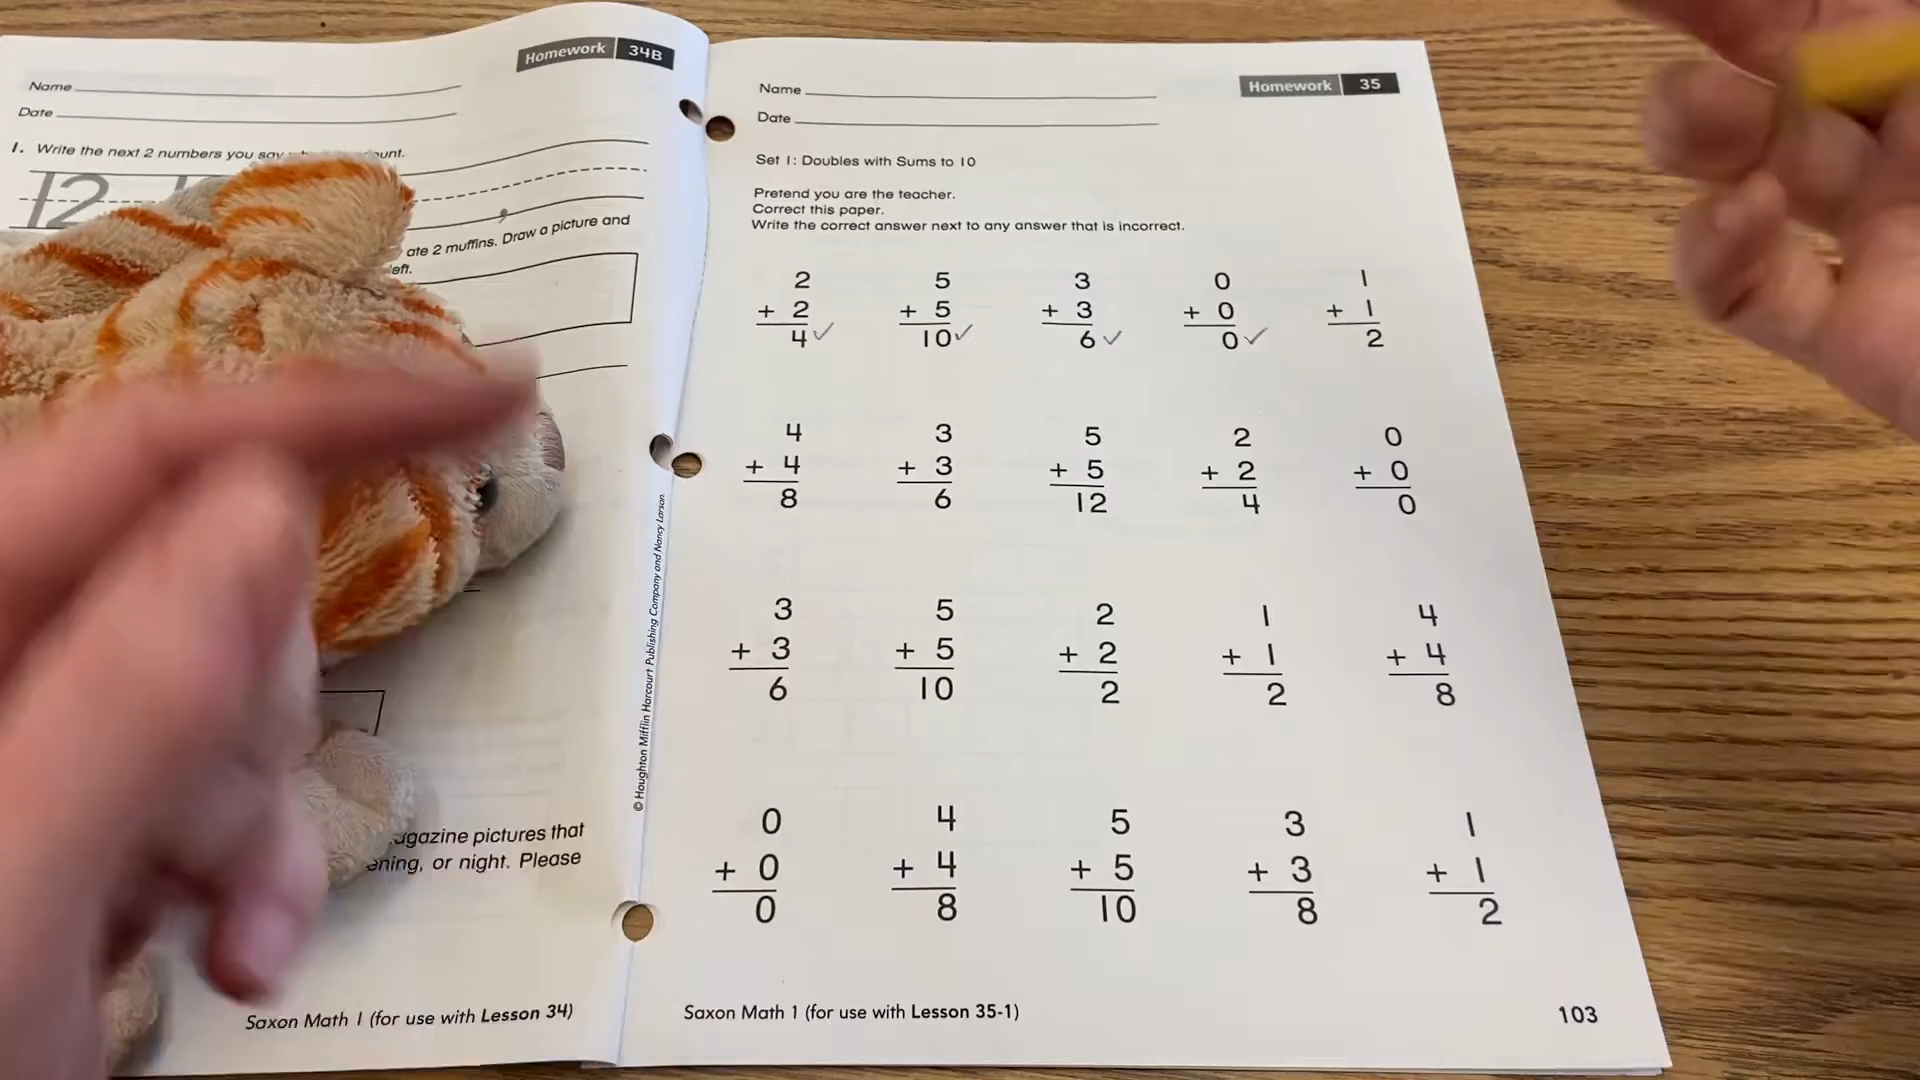 Homework 34B
Name
Date
1. Write the next 2 numbers you say
12
ate 2 muffins. Draw a picture and
pictures that
or night. Please
Saxon Math 1 (for use with Lesson 34)
© Houghton Mifflin Harcourt Publishing Company and Nancy Larson.
Name
Homework 35
Date
Set 1: Doubles with Sums to 10
Pretend you are the teacher.
Correct this paper.
Write the correct answer next to any answer that is incorrect.
2 5 3 0 1
+ 2 + 5 + 3 + 0 + 1
4 ✓ 10 ✓ 6 ✓ 0 ✓ 2
4 3 5 2 0
+ 4 + 3 + 5 + 2 + 0
8 6 12 4 0
3 5 2 1 4
+ 3 + 5 + 2 + 1 + 4
6 10 2 2 8
0 4 5 3 1
+ 0 + 4 + 5 + 3 + 1
0 8 10 8 2
Saxon Math 1 (for use with Lesson 35-1)
103